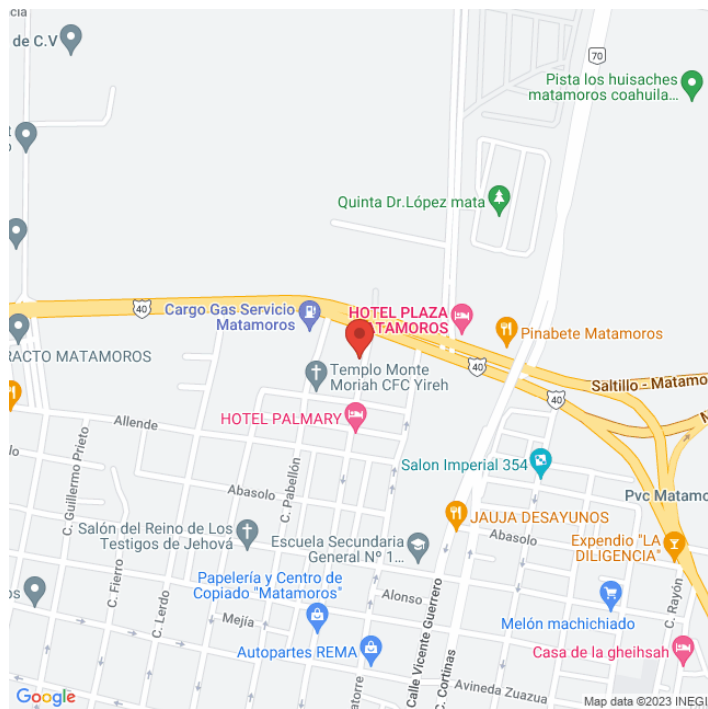 cia
de C.V
70
Pista los huisaches
matamoros coahuila...
Quinta Dr.López mata
40
Cargo Gas Servicio
Matamoros
HOTEL PLAZA
MATAMOROS
Pinabete Matamoros
RACTO MATAMOROS
Templo Monte
Moriah CFC Yireh
40
40
Saltillo - Matamo
HOTEL PALMARY
Allende
C. Guillermo Prieto
C. Pabellón
Salon Imperial 354
Abasolo
Pvc Matamo
JAUJA DESAYUNOS
Salón del Reino de Los
Testigos de Jehová
Escuela Secundaria
General N° 1...
Abasolo
Expendio "LA
DILIGENCIA"
C. Fierro
C. Lerdo
Papelería y Centro de
Copiado "Matamoros"
Alonso
Calle Vicente Guerrero
C. Rayón
os
Mejía
Melón machichiado
Autopartes REMA
Casa de la gheihsah
atorre
C. Cortinas
Avineda Zuazua
Google
Map data ©2023 INEGI